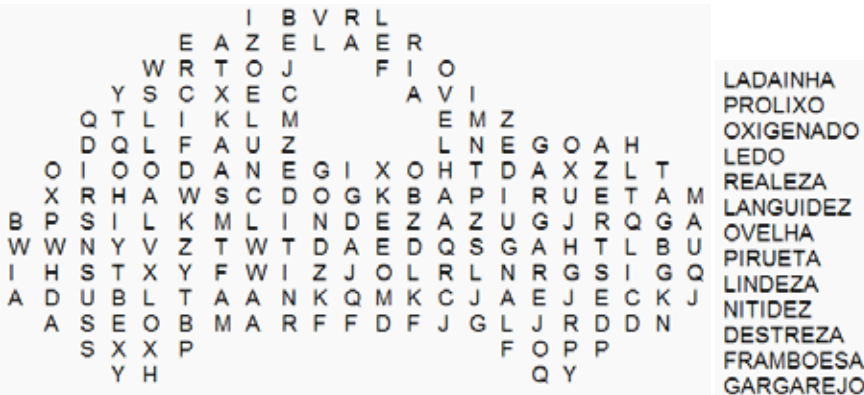 I B V R L
E A Z E L A E R
W R T O J F I O
Y S C X E C A V I
Q T L I K L M E M Z
D Q L F A U Z L N E G O A H
O I O O D A N E G I X O H T D A X Z L T
X R H A W S C D O G K B A P I R U E T A M
B P S I L K M L I N D E Z A Z U G J R Q G A
W W N Y V Z T W T D A E D Q S G A H T L B U
I H S T X Y F W I Z J O L R L N R G S I G Q
A D U B L T A A N K Q M K C J A E J E C K J
A S E O B M A R F F D F J G L J R D D N
S X X P F O P P
Y H Q Y
LADAINHA
PROLIXO
OXIGENADO
LEDO
REALEZA
LANGUIDEZ
OVELHA
PIRUETA
LINDEZA
NITIDEZ
DESTREZA
FRAMBOESA
GARGAREJO